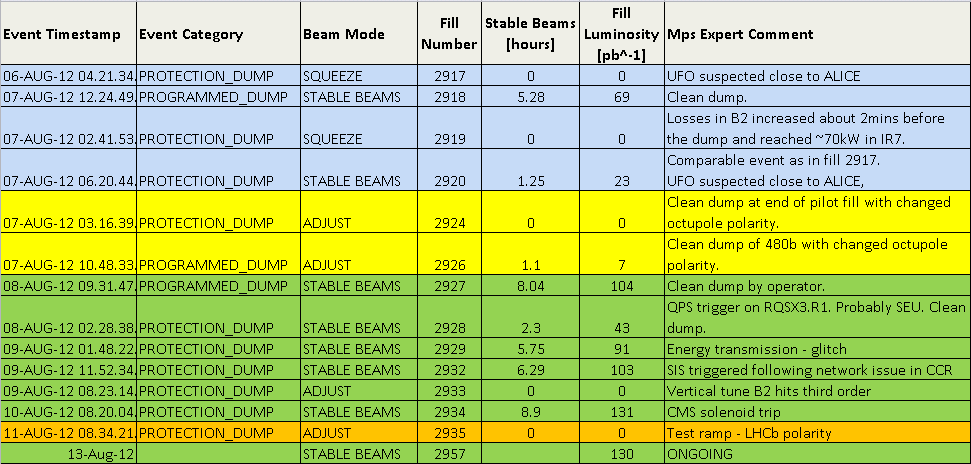 Event Timestamp Event Category Beam Mode Fill Number Stable Beams [hours] Fill Luminosity [pb^-1] Mps Expert Comment
06-AUG-12 04.21.34. PROTECTION_DUMP SQUEEZE 2917 0 0 UFO suspected close to ALICE
07-AUG-12 12.24.49. PROGRAMMED_DUMP STABLE BEAMS 2918 5.28 69 Clean dump.
Losses in B2 increased about 2mins before
07-AUG-12 02.41.53. PROTECTION_DUMP SQUEEZE 2919 0 0 the dump and reached ~70kW in IR7.
Comparable event as in fill 2917.
07-AUG-12 06.20.44. PROTECTION_DUMP STABLE BEAMS 2920 1.25 23 UFO suspected close to ALICE,
Clean dump at end of pilot fill with changed
07-AUG-12 03.16.39. PROTECTION_DUMP ADJUST 2924 0 0 octupole polarity.
Clean dump of 480b with changed octupole
07-AUG-12 10.48.33. PROGRAMMED_DUMP ADJUST 2926 1.1 7 polarity.
08-AUG-12 09.31.47. PROGRAMMED_DUMP STABLE BEAMS 2927 8.04 104 Clean dump by operator.
QPS trigger on RQSX3.R1. Probably SEU. Clean
08-AUG-12 02.28.38. PROTECTION_DUMP STABLE BEAMS 2928 2.3 43 dump.
09-AUG-12 01.48.22. PROTECTION_DUMP STABLE BEAMS 2929 5.75 91 Energy transmission - glitch
09-AUG-12 11.52.34. PROTECTION_DUMP STABLE BEAMS 2932 6.29 103 SIS triggered following network issue in CCR
09-AUG-12 08.23.14. PROTECTION_DUMP ADJUST 2933 0 0 Vertical tune B2 hits third order
10-AUG-12 08.20.04. PROTECTION_DUMP STABLE BEAMS 2934 8.9 131 CMS solenoid trip
11-AUG-12 08.34.21. PROTECTION_DUMP ADJUST 2935 0 0 Test ramp - LHCb polarity
13-Aug-12 STABLE BEAMS 2957 130 ONGOING